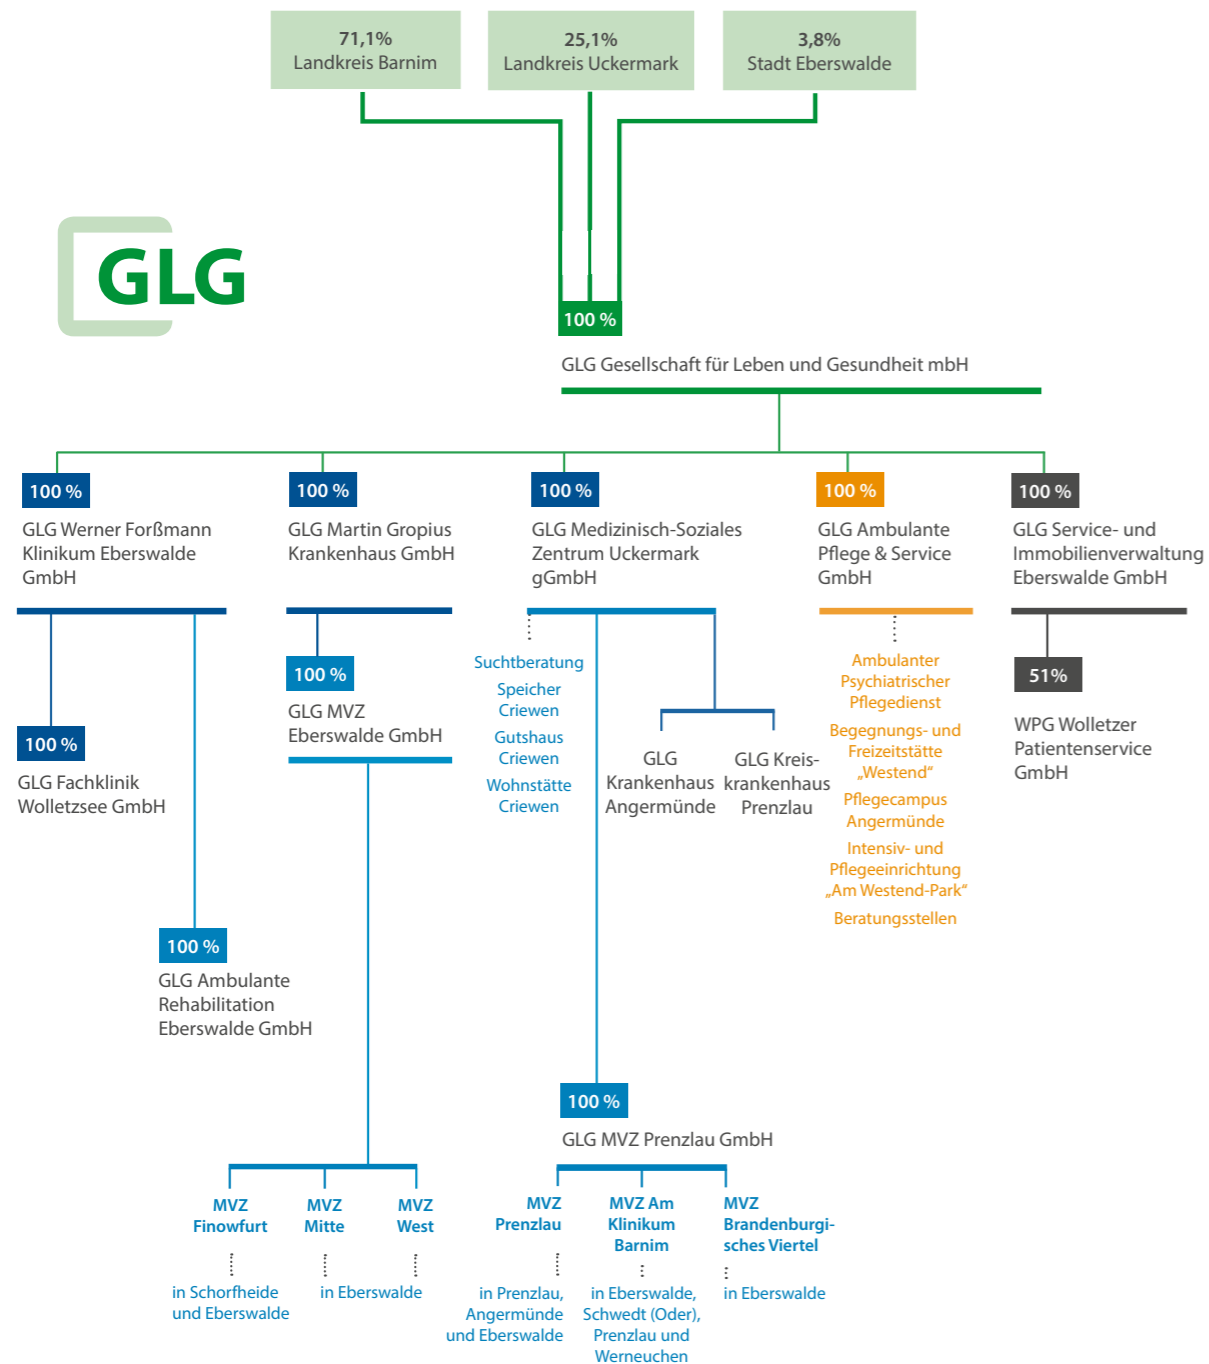 71,1%
Landkreis Barnim
25,1%
Landkreis Uckermark
3,8%
Stadt Eberswalde
GLG
100 %
GLG Gesellschaft für Leben und Gesundheit mbH
100 %
GLG Werner Forßmann
Klinikum Eberswalde
GmbH
100 %
GLG Martin Gropius
Krankenhaus GmbH
100 %
GLG Medizinisch-Soziales
Zentrum Uckermark
gGmbH
100 %
GLG Ambulante
Pflege & Service
GmbH
100 %
GLG Service- und
Immobilienverwaltung
Eberswalde GmbH
100 %
GLG Fachklinik
Wolletzsee GmbH
100 %
GLG Ambulante
Rehabilitation
Eberswalde GmbH
100 %
GLG MVZ
Eberswalde GmbH
Suchtberatung
Speicher
Criewen
Gutshaus
Criewen
Wohnstätte
Criewen
GLG
Krankenhaus
Angermünde
GLG Kreis-
krankenhaus
Prenzlau
Ambulanter
Psychiatrischer
Pflegedienst
Begegnungs- und
Freizeitstätte
„Westend“
Pflegecampus
Angermünde
Intensiv- und
Pflegeeinrichtung
„Am Westend-Park“
Beratungsstellen
51%
WPG Wolletzer
Patientenservice
GmbH
100 %
GLG MVZ Prenzlau GmbH
MVZ
Finowfurt
in Schorfheide
und Eberswalde
MVZ
Mitte
MVZ
West
in Eberswalde
MVZ
Prenzlau
in Prenzlau,
Angermünde
und Eberswalde
MVZ Am
Klinikum
Barnim
in Eberswalde,
Schwedt (Oder),
Prenzlau und
Werneuchen
MVZ
Brandenburgi-
sches Viertel
in Eberswalde